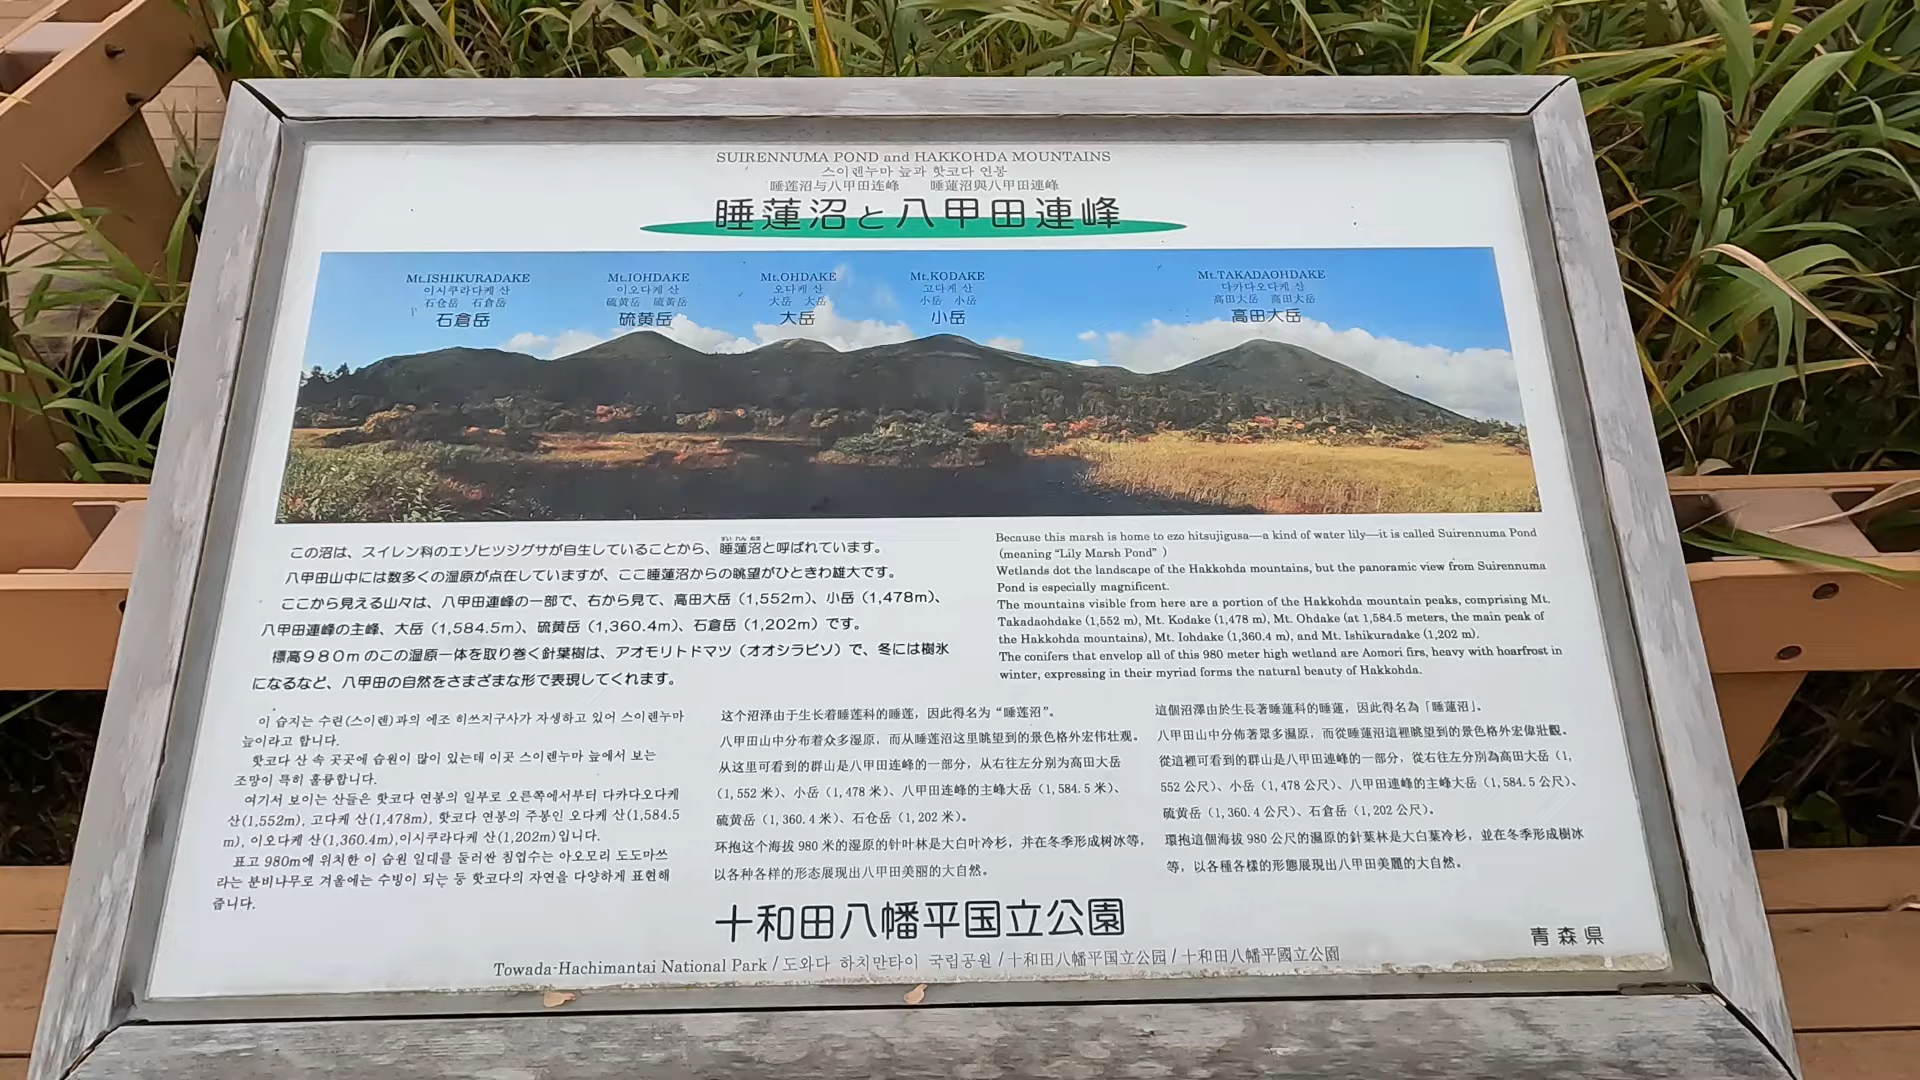 SUIRENNUMA POND and HAKKOHDA MOUNTAINS
스이렌누마 늪과 핫코다 연봉
睡莲沼与八甲田连峰 睡蓮沼與八甲田連峰
睡蓮沼と八甲田連峰
Mt.ISHIKURADAKE
이시쿠라다케 산
石仓岳 石倉岳
石倉岳
Mt.IOHDAKE
이오다케 산
硫黄岳 硫黄岳
硫黄岳
Mt.OHDAKE
오다케 산
大岳 大岳
大岳
Mt.KODAKE
고다케 산
小岳 小岳
小岳
Mt.TAKADAOHDAKE
다카다오다케 산
高田大岳 高田大岳
高田大岳
この沼は、スイレン科のエゾヒツジグサが自生していることから、睡蓮沼と呼ばれています。
すい れん ぬま
八甲田山中には数多くの湿原が点在していますが、ここ睡蓮沼からの眺望がひときわ雄大です。
ここから見える山々は、八甲田連峰の一部で、右から見て、高田大岳（1,552m）、小岳（1,478m）、
八甲田連峰の主峰、大岳（1,584.5m）、硫黄岳（1,360.4m）、石倉岳（1,202m）です。
標高９８０ｍのこの湿原一体を取り巻く針葉樹は、アオモリトドマツ（オオシラビソ）で、冬には樹氷
になるなど、八甲田の自然をさまざまな形で表現してくれます。
Because this marsh is home to ezo hitsujigusa—a kind of water lily—it is called Suirennuma Pond
(meaning “Lily Marsh Pond” )
Wetlands dot the landscape of the Hakkohda mountains, but the panoramic view from Suirennuma
Pond is especially magnificent.
The mountains visible from here are a portion of the Hakkohda mountain peaks, comprising Mt.
Takadaohdake (1,552 m), Mt. Kodake (1,478 m), Mt. Ohdake (at 1,584.5 meters, the main peak of
the Hakkohda mountains), Mt. Iohdake (1,360.4 m), and Mt. Ishikuradake (1,202 m).
The conifers that envelop all of this 980 meter high wetland are Aomori firs, heavy with hoarfrost in
winter, expressing in their myriad forms the natural beauty of Hakkohda.
이 습지는 수련(스이렌)과의 에조 히쓰지구사가 자생하고 있어 스이렌누마
늪이라고 합니다.
핫코다 산 속 곳곳에 습원이 많이 있는데 이곳 스이렌누마 늪에서 보는
조망이 특히 훌륭합니다.
여기서 보이는 산들은 핫코다 연봉의 일부로 오른쪽에서부터 다카다오다케
산(1,552m), 고다케 산(1,478m), 핫코다 연봉의 주봉인 오다케 산(1,584.5
m), 이오다케 산(1,360.4m),이시쿠라다케 산(1,202m)입니다.
표고 980m에 위치한 이 습원 일대를 둘러싼 침엽수는 아오모리 도도마쓰
라는 분비나무로 겨울에는 수빙이 되는 등 핫코다의 자연을 다양하게 표현해
줍니다.
这个沼泽由于生长着睡莲科的睡莲，因此得名为“睡莲沼”。
八甲田山中分布着众多湿原，而从睡莲沼这里眺望到的景色格外宏伟壮观。
从这里可看到的群山是八甲田连峰的一部分，从右往左分别为高田大岳
（1,552 米）、小岳（1,478 米）、八甲田连峰的主峰大岳（1,584.5 米）、
硫黄岳（1,360.4 米）、石仓岳（1,202 米）。
环抱这个海拔 980 米的湿原的针叶林是大白叶冷杉，并在冬季形成树冰等，
以各种各样的形态展现出八甲田美丽的大自然。
這個沼澤由於生長著睡蓮科的睡蓮，因此得名為「睡蓮沼」。
八甲田山中分佈著眾多濕原，而從睡蓮沼這裡眺望到的景色格外宏偉壯觀。
從這裡可看到的群山是八甲田連峰的一部分，從右往左分別為高田大岳（1,
552 公尺）、小岳（1,478 公尺）、八甲田連峰的主峰大岳（1,584.5 公尺）、
硫黄岳（1,360.4 公尺）、石倉岳（1,202 公尺）。
環抱這個海拔 980 公尺的濕原的針葉林是大白葉冷杉，並在冬季形成樹冰
等，以各種各樣的形態展現出八甲田美麗的大自然。
十和田八幡平国立公園
青森県
Towada-Hachimantai National Park / 도와다 하치만타이 국립공원 / 十和田八幡平国立公园 / 十和田八幡平國立公園